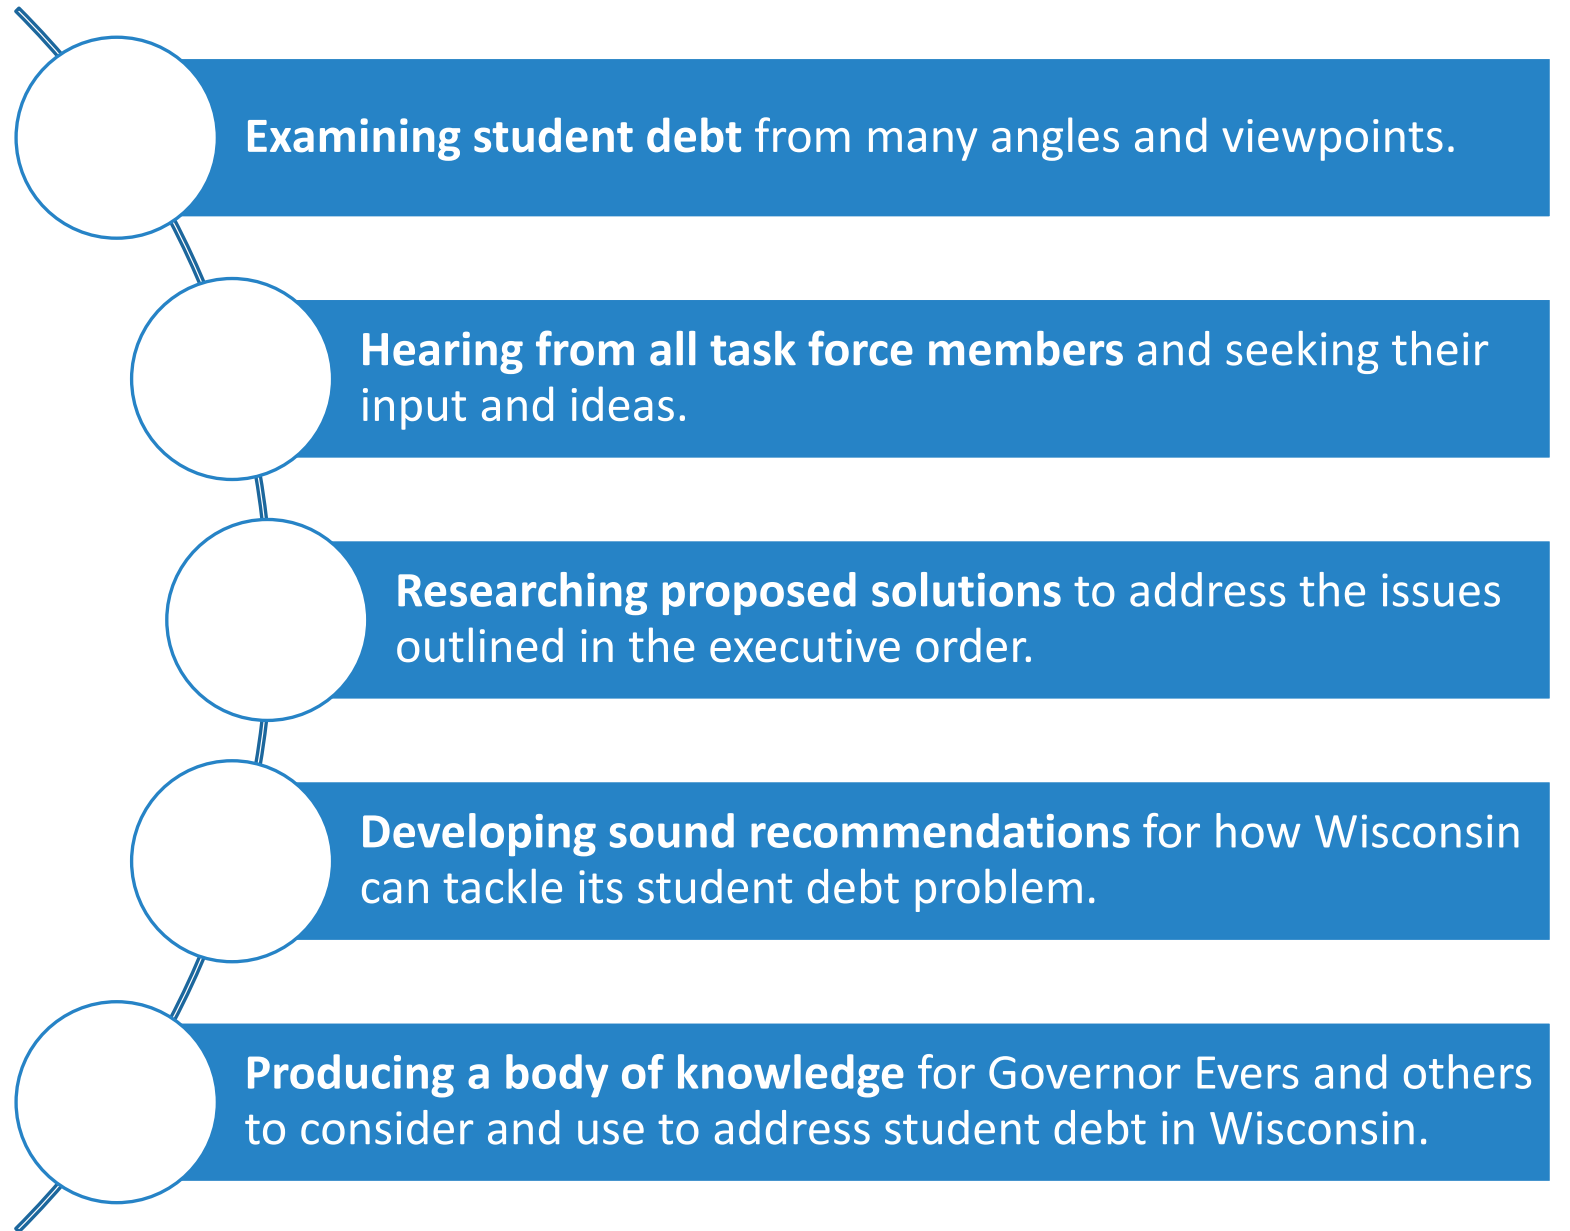 Examining student debt from many angles and viewpoints.
Hearing from all task force members and seeking their
input and ideas.
Researching proposed solutions to address the issues
outlined in the executive order.
Developing sound recommendations for how Wisconsin
can tackle its student debt problem.
Producing a body of knowledge for Governor Evers and others
to consider and use to address student debt in Wisconsin.